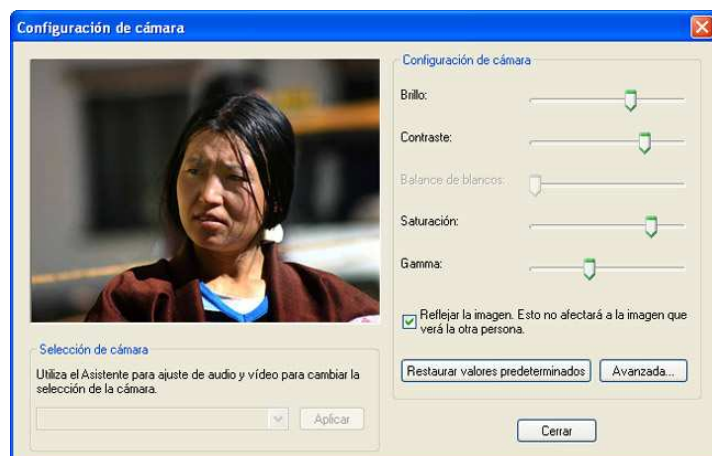 Configuración de cámara
Configuración de cámara
Brillo:
Contraste:
Balance de blancos:
Saturación:
Gamma:
Reflejar la imagen. Esto no afectará a la imagen que
verá la otra persona.
Restaurar valores predeterminados
Avanzada...
Selección de cámara
Utiliza el Asistente para ajuste de audio y vídeo para cambiar la
selección de la cámara.
Aplicar
Cerrar